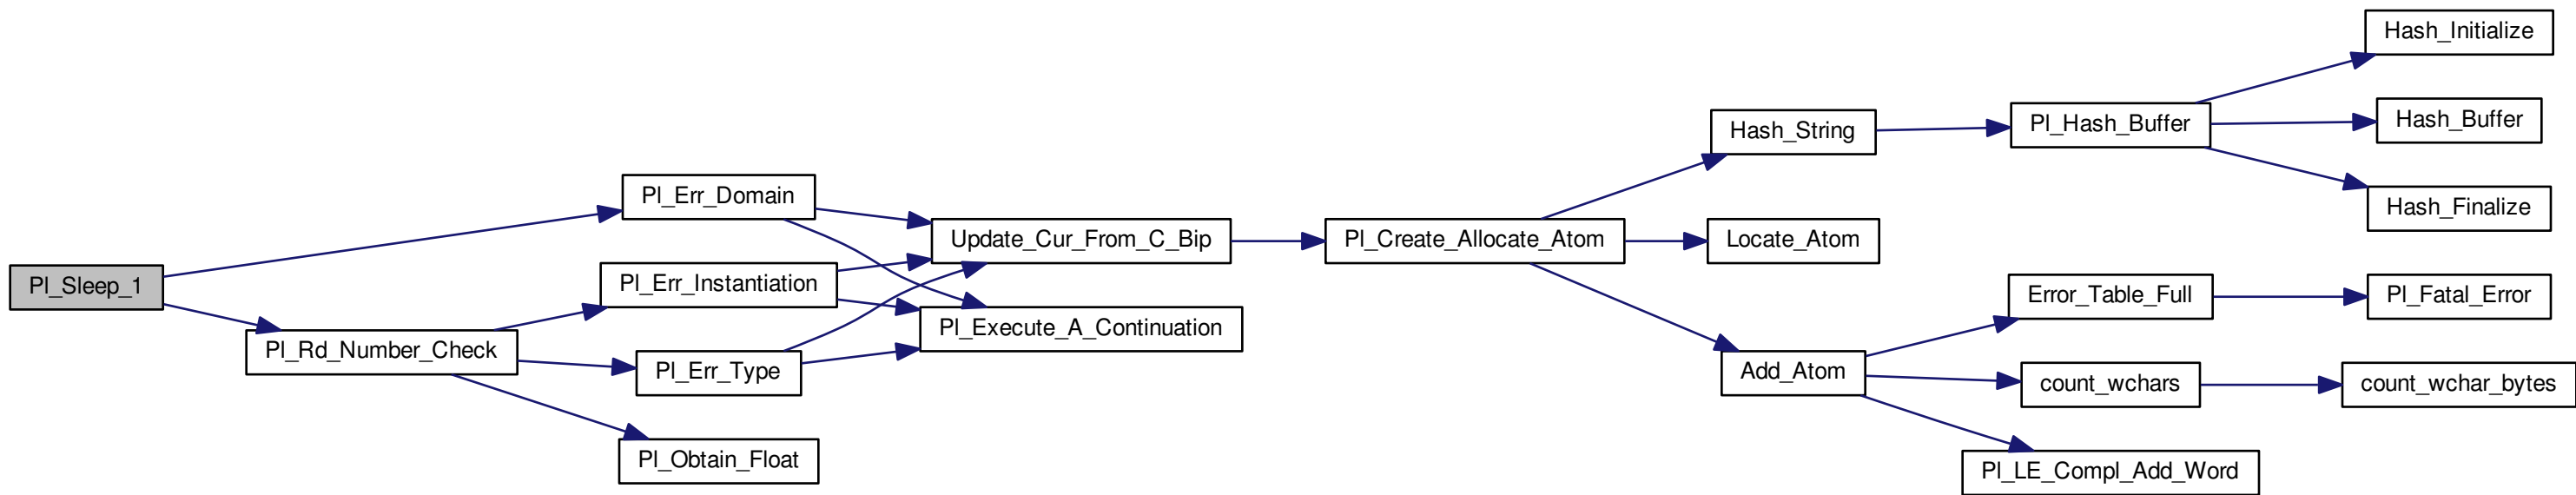 Pl_Sleep_1
Pl_Rd_Number_Check
Pl_Err_Domain
Pl_Err_Instantiation
Pl_Err_Type
Pl_Obtain_Float
Update_Cur_From_C_Bip
Pl_Execute_A_Continuation
Pl_Create_Allocate_Atom
Hash_String
Locate_Atom
Add_Atom
Pl_Hash_Buffer
Error_Table_Full
count_wchars
Pl_LE_Compl_Add_Word
Hash_Initialize
Hash_Buffer
Hash_Finalize
Pl_Fatal_Error
count_wchar_bytes